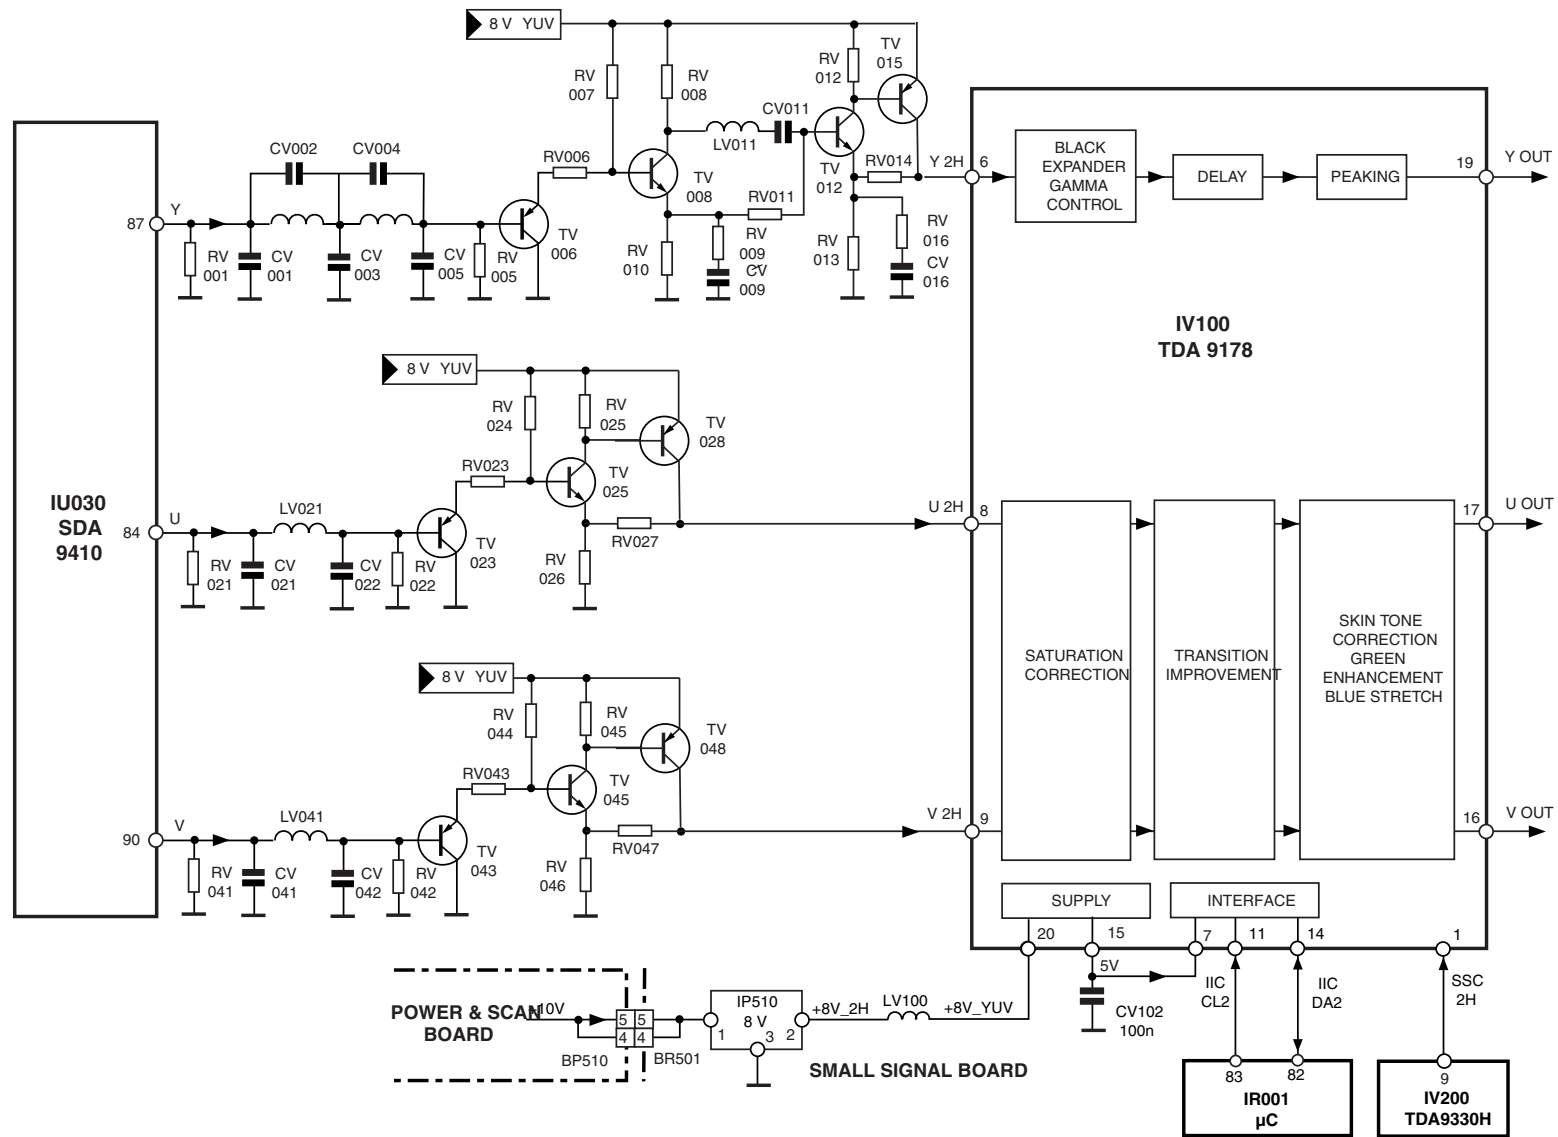 8 V YUV
RV
007
RV
008
RV
012
TV
015
CV011
LV011
CV002
CV004
RV006
TV
008
RV011
TV
012
RV014
Y 2H
6
BLACK
EXPANDER
GAMMA
CONTROL
DELAY
PEAKING
19
Y OUT
87
Y
RV
001
CV
001
CV
003
CV
005
RV
005
TV
006
RV
010
RV
009
CV
009
RV
013
RV
016
CV
016
IV100
TDA 9178
8 V YUV
RV
024
RV
025
TV
028
RV023
TV
025
IU030
SDA
9410
84
U
LV021
RV
021
CV
021
CV
022
RV
022
TV
023
RV
026
RV027
U 2H
8
17
U OUT
SATURATION
CORRECTION
TRANSITION
IMPROVEMENT
SKIN TONE
CORRECTION
GREEN
ENHANCEMENT
BLUE STRETCH
8 V YUV
RV
044
RV
045
TV
048
RV043
TV
045
90
V
LV041
RV
041
CV
041
CV
042
RV
042
TV
043
RV
046
RV047
V 2H
9
16
V OUT
SUPPLY
INTERFACE
20
15
7
11
14
1
5V
IIC
CL2
IIC
DA2
SSC
2H
CV102
100n
POWER & SCAN
BOARD
+10V
5
5
4
4
BP510
BR501
IP510
8 V
1
3
2
+8V_2H
LV100
+8V_YUV
SMALL SIGNAL BOARD
83
82
IR001
µC
9
IV200
TDA9330H